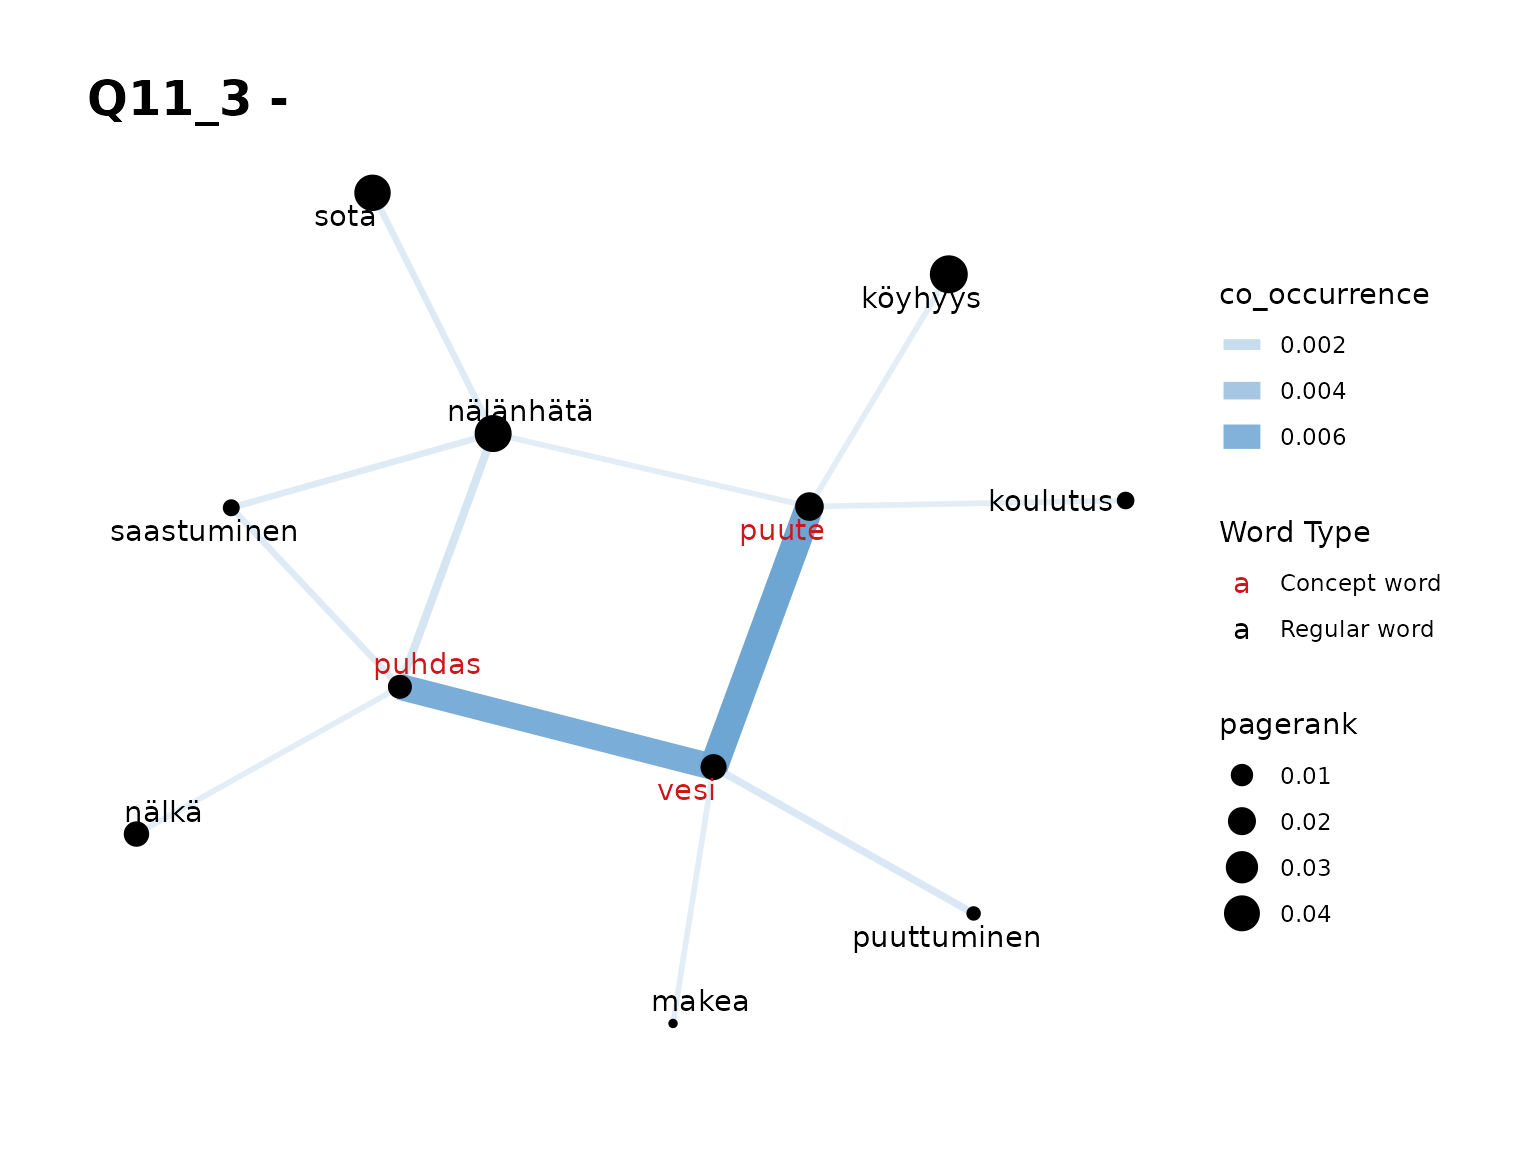 Q11_3 -
sota
köyhyys
nälänhätä
koulutus
puute
saastuminen
puhdas
vesi
nälkä
puuttuminen
makea
co_occurrence
0.002
0.004
0.006
Word Type
a Concept word
a Regular word
pagerank
0.01
0.02
0.03
0.04